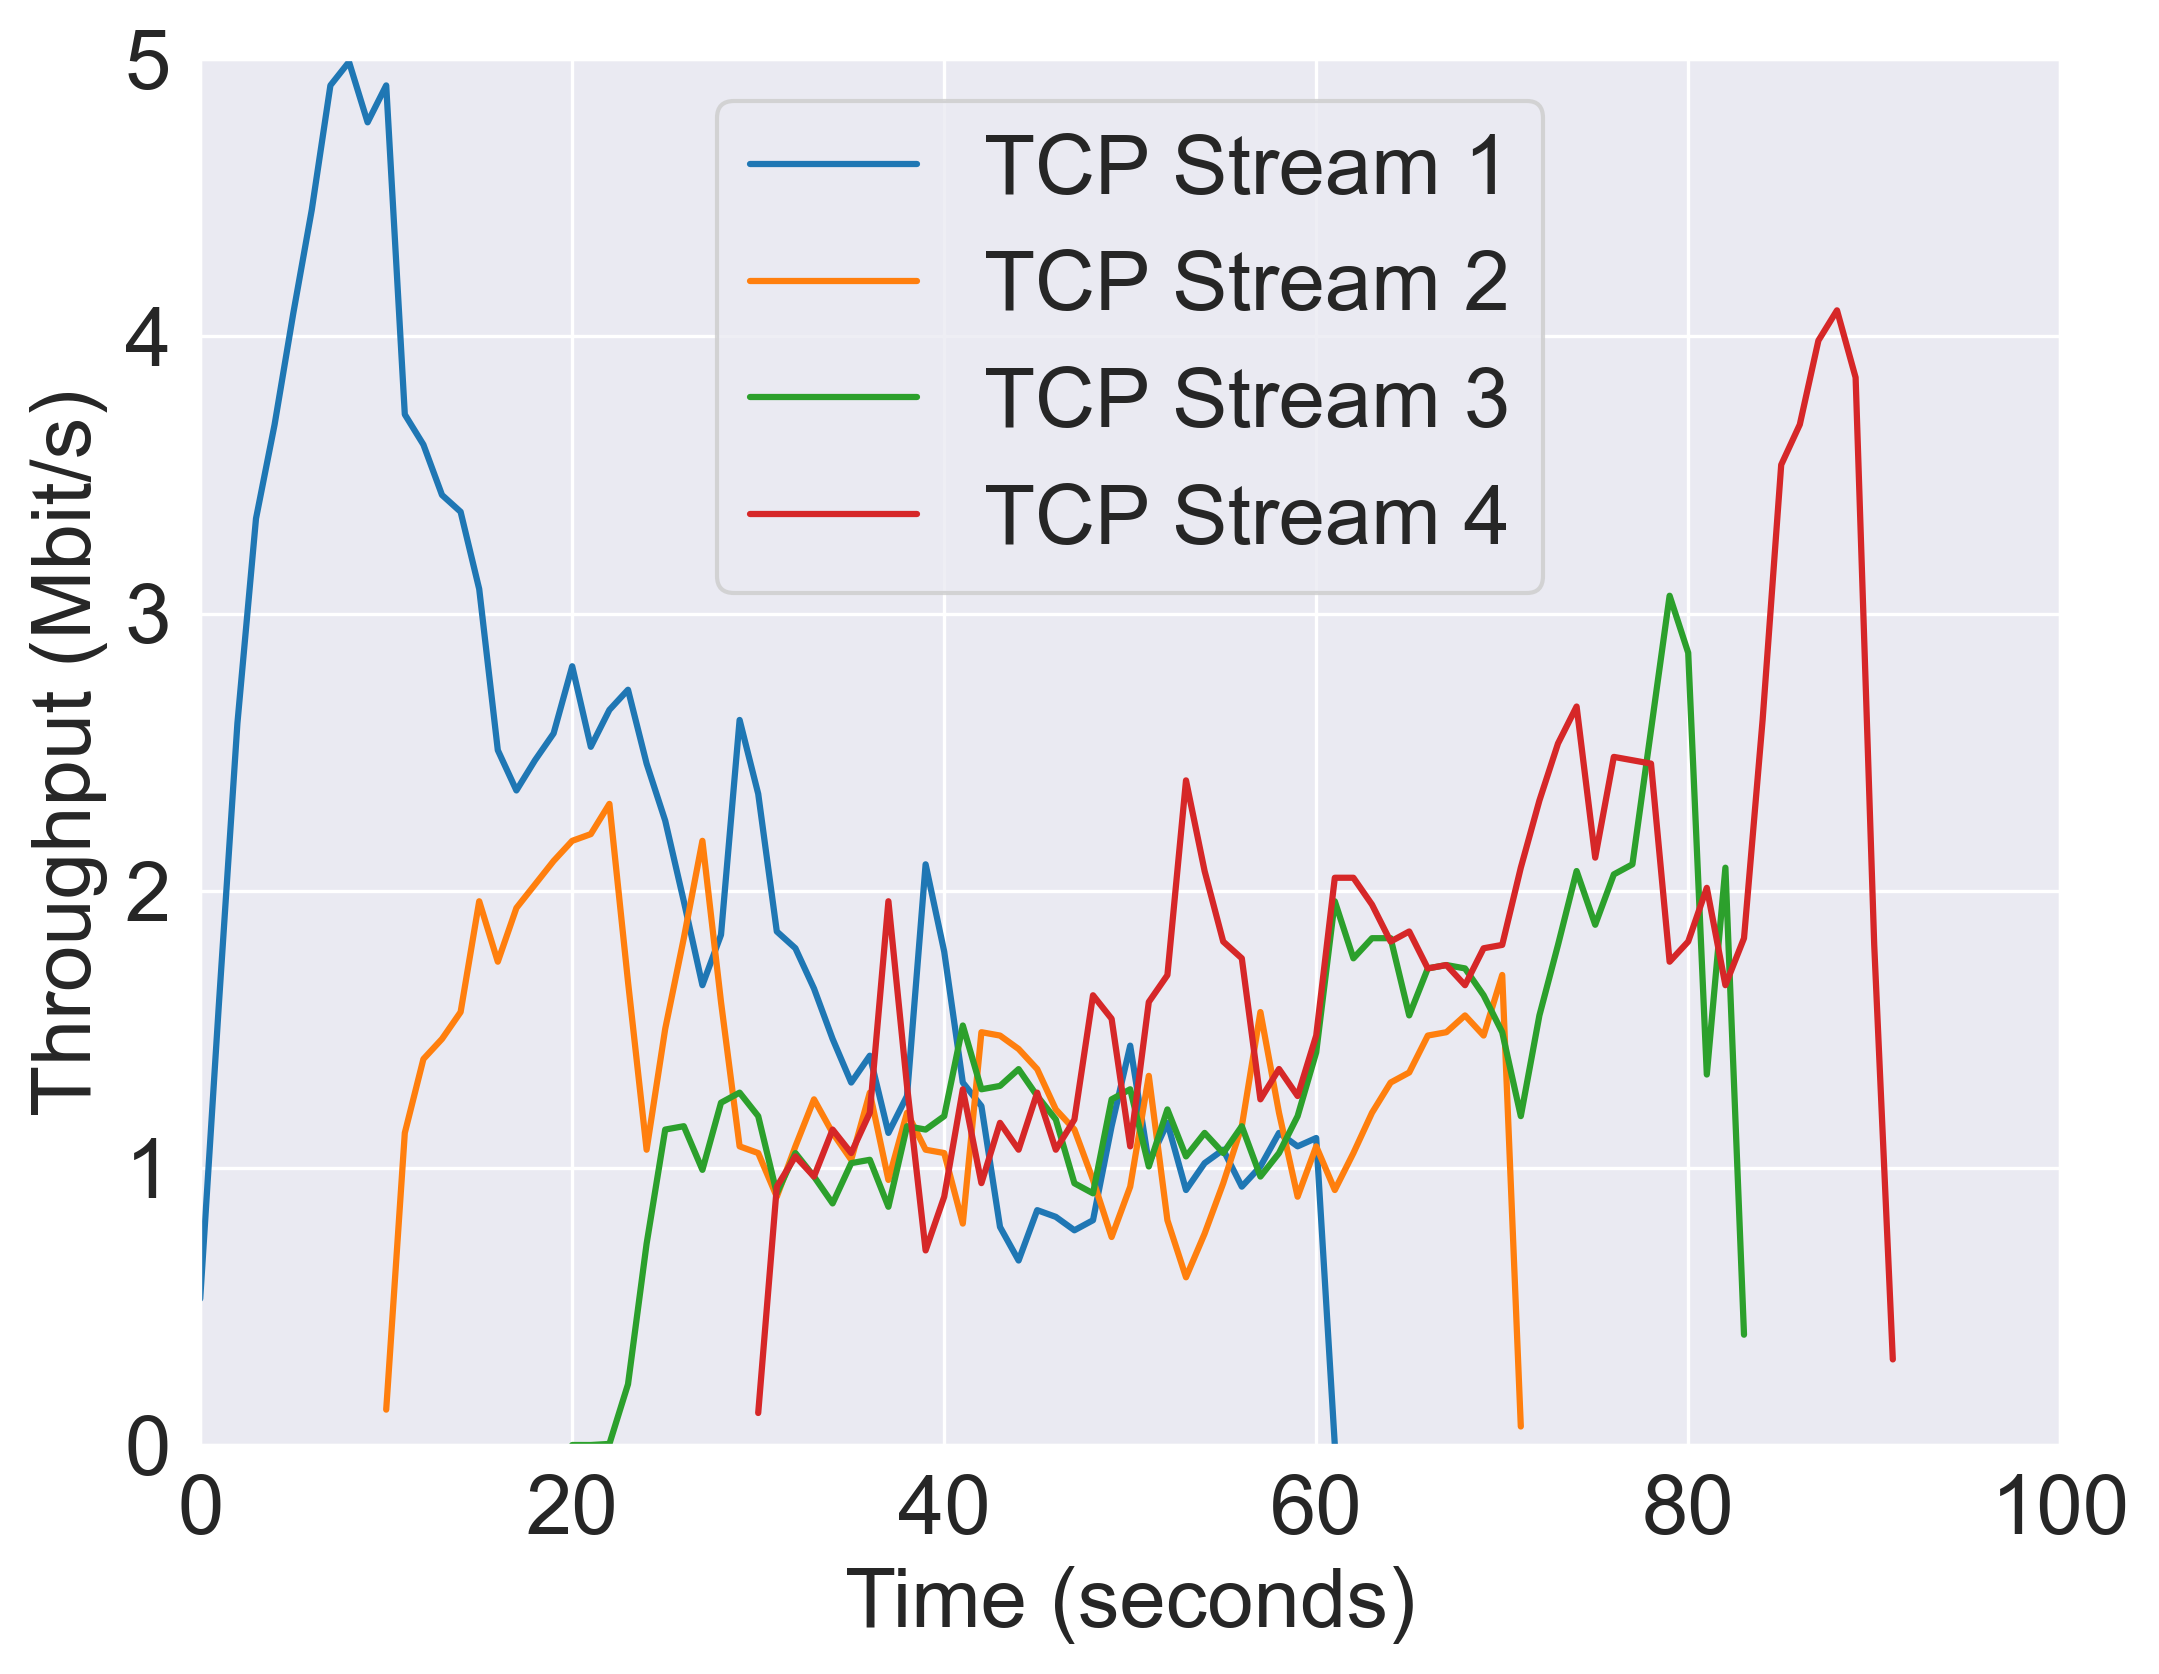 5
4
3
2
1
0
Throughput (Mbit/s)
TCP Stream 1
TCP Stream 2
TCP Stream 3
TCP Stream 4
0 20 40 60 80 100
Time (seconds)